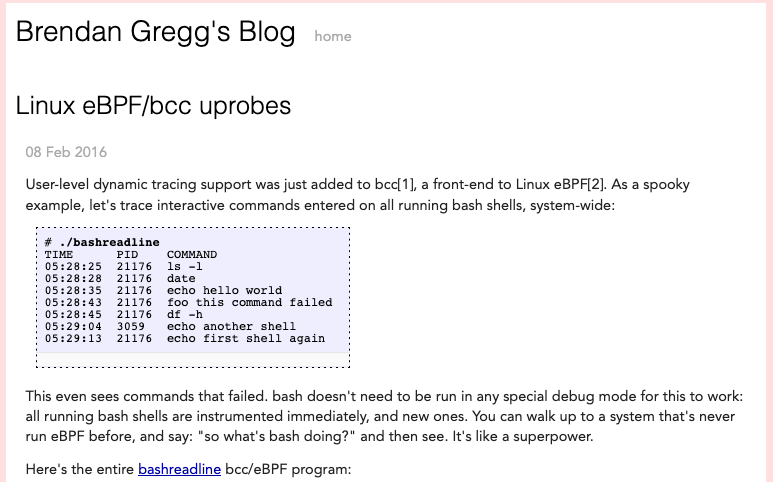 Brendan Gregg's Blog home
Linux eBPF/bcc uprobes
08 Feb 2016
User-level dynamic tracing support was just added to bcc[1], a front-end to Linux eBPF[2]. As a spooky
example, let's trace interactive commands entered on all running bash shells, system-wide:
# ./bashreadline
TIME      PID    COMMAND
05:28:25  21176  ls -l
05:28:28  21176  date
05:28:35  21176  echo hello world
05:28:43  21176  foo this command failed
05:28:45  21176  df -h
05:29:04  3059   echo another shell
05:29:13  21176  echo first shell again
This even sees commands that failed. bash doesn't need to be run in any special debug mode for this to work:
all running bash shells are instrumented immediately, and new ones. You can walk up to a system that's never
run eBPF before, and say: "so what's bash doing?" and then see. It's like a superpower.
Here's the entire bashreadline bcc/eBPF program: